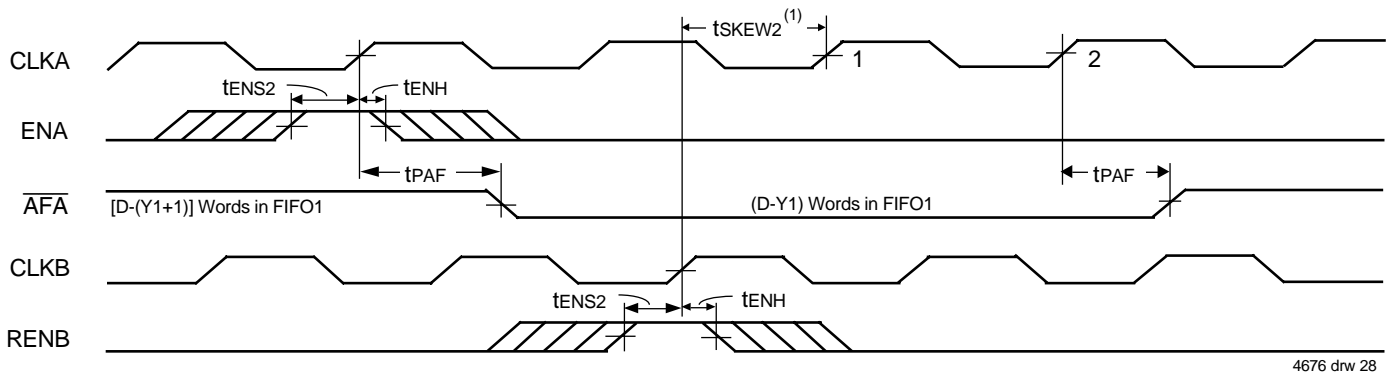 tSKEW2(1)
CLKA 1 2
tENS2 tENH
ENA
tPAF tPAF
AFA [D-(Y1+1)] Words in FIFO1 (D-Y1) Words in FIFO1
CLKB
tENS2 tENH
RENB
4676 drw 28